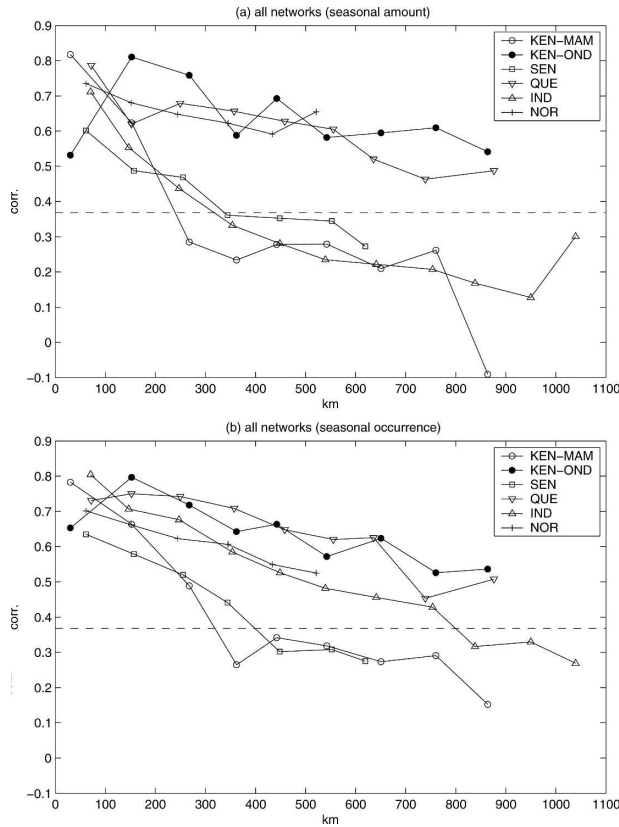 (a) all networks (seasonal amount)
0.9
0.8
0.7
0.6
0.5
0.4
0.3
0.2
0.1
0
−0.1
corr.
KEN−MAM
KEN−OND
SEN
QUE
IND
NOR
0 100 200 300 400 500 600 700 800 900 1000 1100
km
(b) all networks (seasonal occurrence)
0.9
0.8
0.7
0.6
0.5
0.4
0.3
0.2
0.1
0
−0.1
corr.
KEN−MAM
KEN−OND
SEN
QUE
IND
NOR
0 100 200 300 400 500 600 700 800 900 1000 1100
km